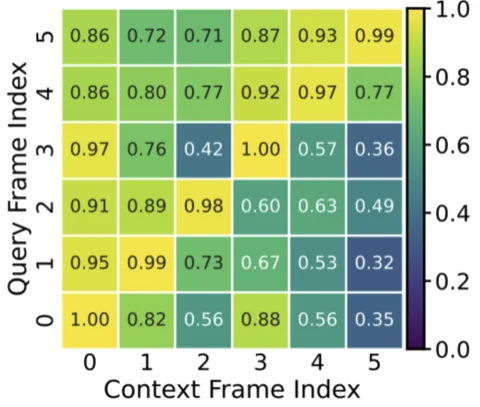 Query Frame Index
5 0.86 0.72 0.71 0.87 0.93 0.99
4 0.86 0.80 0.77 0.92 0.97 0.77
3 0.97 0.76 0.42 1.00 0.57 0.36
2 0.91 0.89 0.98 0.60 0.63 0.49
1 0.95 0.99 0.73 0.67 0.53 0.32
0 1.00 0.82 0.56 0.88 0.56 0.35
0 1 2 3 4 5
Context Frame Index
1.0
0.8
0.6
0.4
0.2
0.0